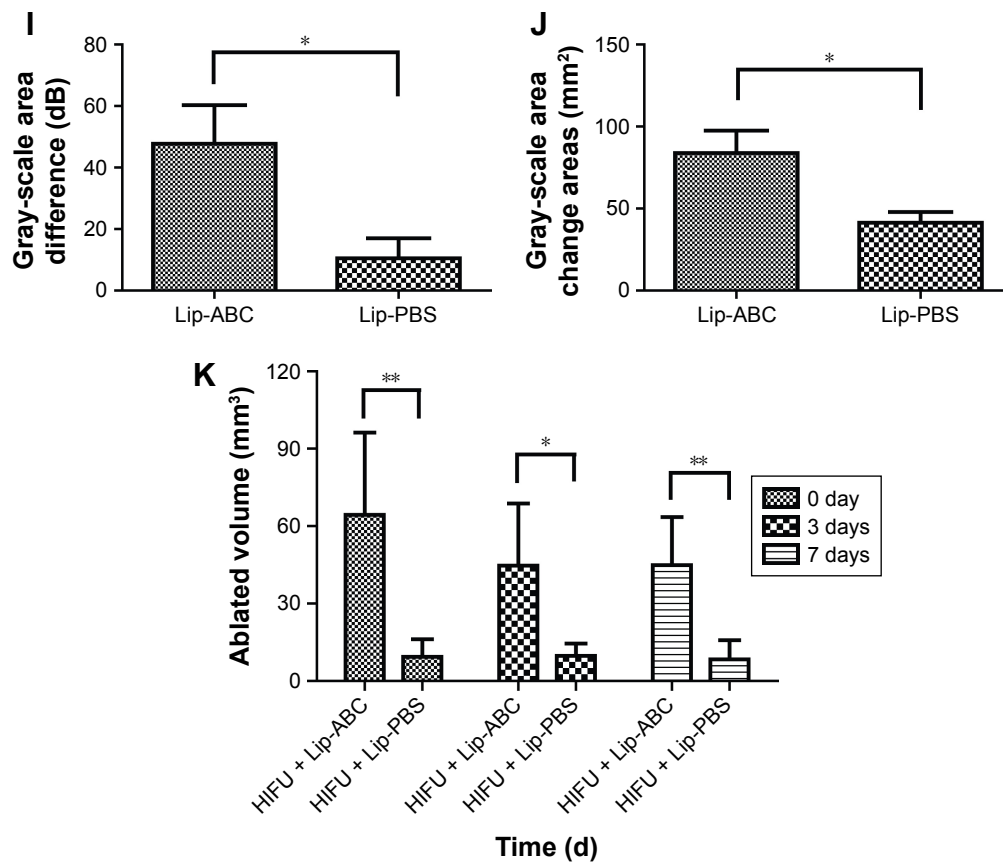 I
Gray-scale area
difference (dB)
80
60
40
20
0
*
Lip-ABC
Lip-PBS
J
Gray-scale area
change areas (mm²)
150
100
50
0
*
Lip-ABC
Lip-PBS
K
Ablated volume (mm³)
120
90
60
30
0
**
*
**
0 day
3 days
7 days
HIFU + Lip-ABC
HIFU + Lip-PBS
HIFU + Lip-ABC
HIFU + Lip-PBS
HIFU + Lip-ABC
HIFU + Lip-PBS
Time (d)